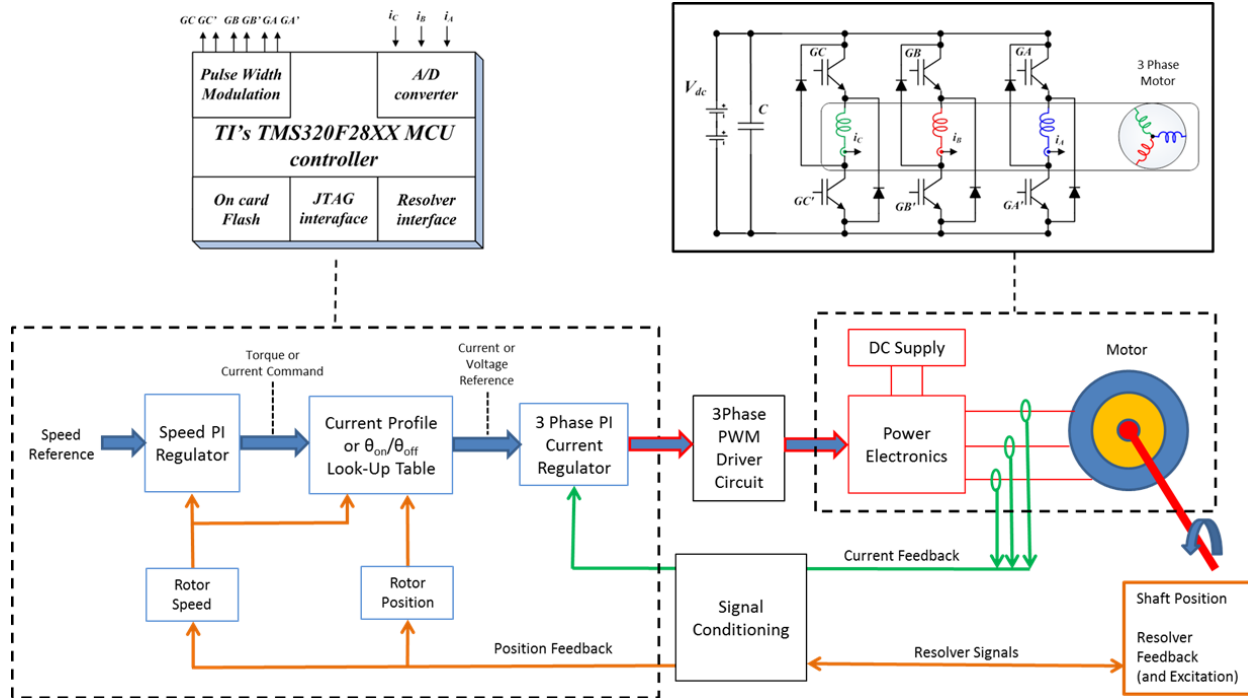 GC GC' GB GB' GA GA'
iC iB iA
Pulse Width
Modulation
A/D
converter
TI's TMS320F28XX MCU
controller
On card
Flash
JTAG
interaface
Resolver
interface
Vdc
C
GC
GB
GA
3 Phase
Motor
iC
iB
iA
GC'
GB'
GA'
Torque or
Current Command
Current or
Voltage
Reference
Speed
Reference
Speed PI
Regulator
Current Profile
or θon/θoff
Look-Up Table
3 Phase PI
Current
Regulator
3Phase
PWM
Driver
Circuit
DC Supply
Power
Electronics
Motor
Rotor
Speed
Rotor
Position
Signal
Conditioning
Current Feedback
Position Feedback
Resolver Signals
Shaft Position
Resolver
Feedback
(and Excitation)